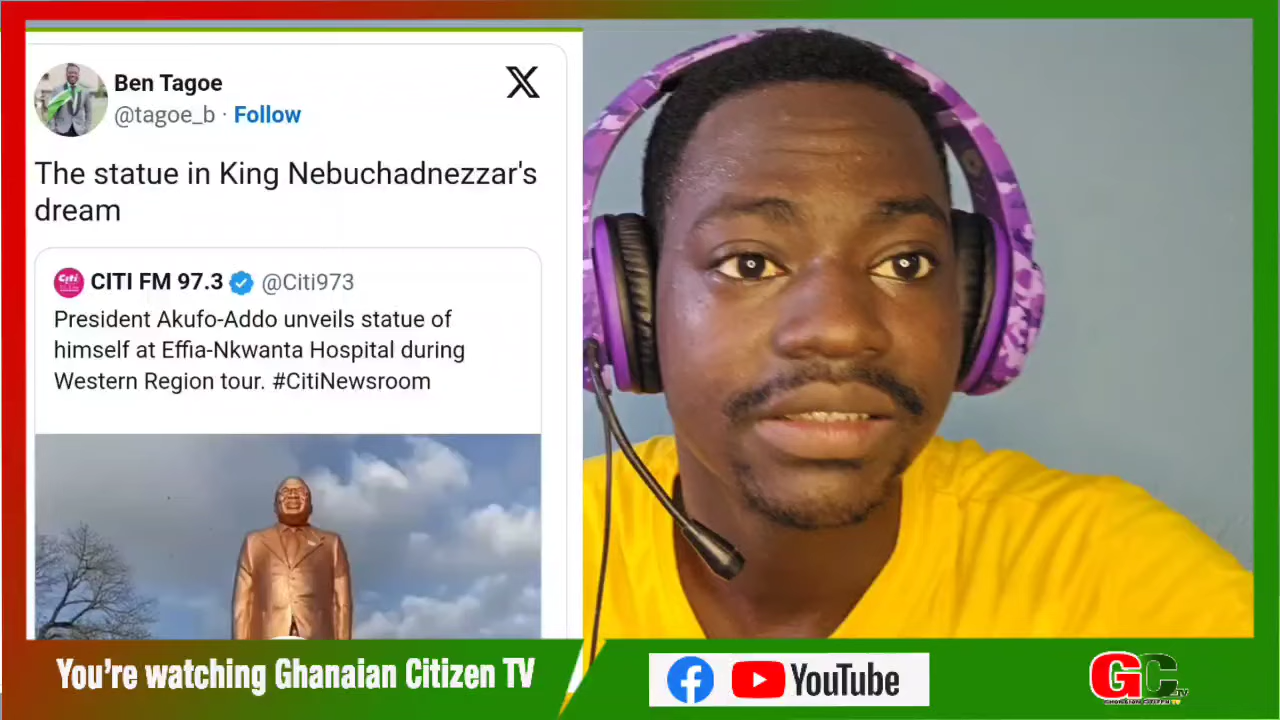 Ben Tagoe
@tagoe_b · Follow
The statue in King Nebuchadnezzar's
dream
Citi
CITI FM 97.3 @Citi973
President Akufo-Addo unveils statue of
himself at Effia-Nkwanta Hospital during
Western Region tour. #CitiNewsroom
You're watching Ghanaian Citizen TV
YouTube
GC
TV